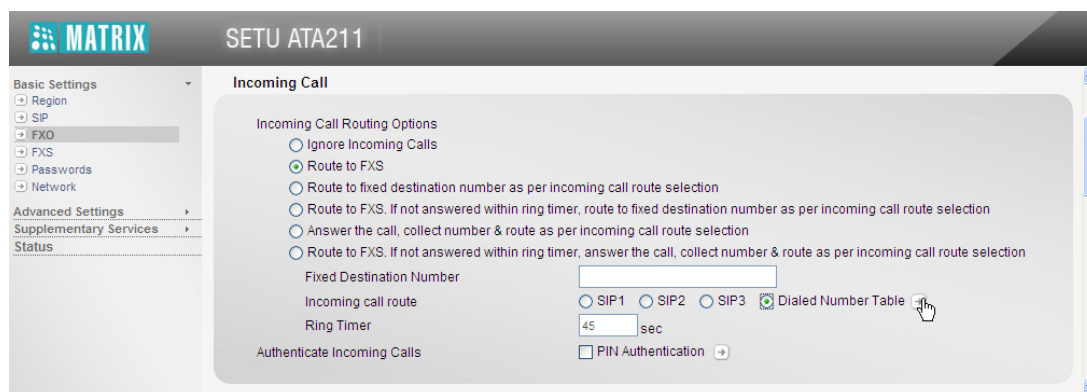 MATRIX
SETU ATA211
Basic Settings
Region
SIP
FXO
FXS
Passwords
Network
Advanced Settings
Supplementary Services
Status
Incoming Call
Incoming Call Routing Options
Ignore Incoming Calls
Route to FXS
Route to fixed destination number as per incoming call route selection
Route to FXS. If not answered within ring timer, route to fixed destination number as per incoming call route selection
Answer the call, collect number & route as per incoming call route selection
Route to FXS. If not answered within ring timer, answer the call, collect number & route as per incoming call route selection
Fixed Destination Number
Incoming call route SIP1 SIP2 SIP3 Dialed Number Table
Ring Timer 45 sec
Authenticate Incoming Calls PIN Authentication